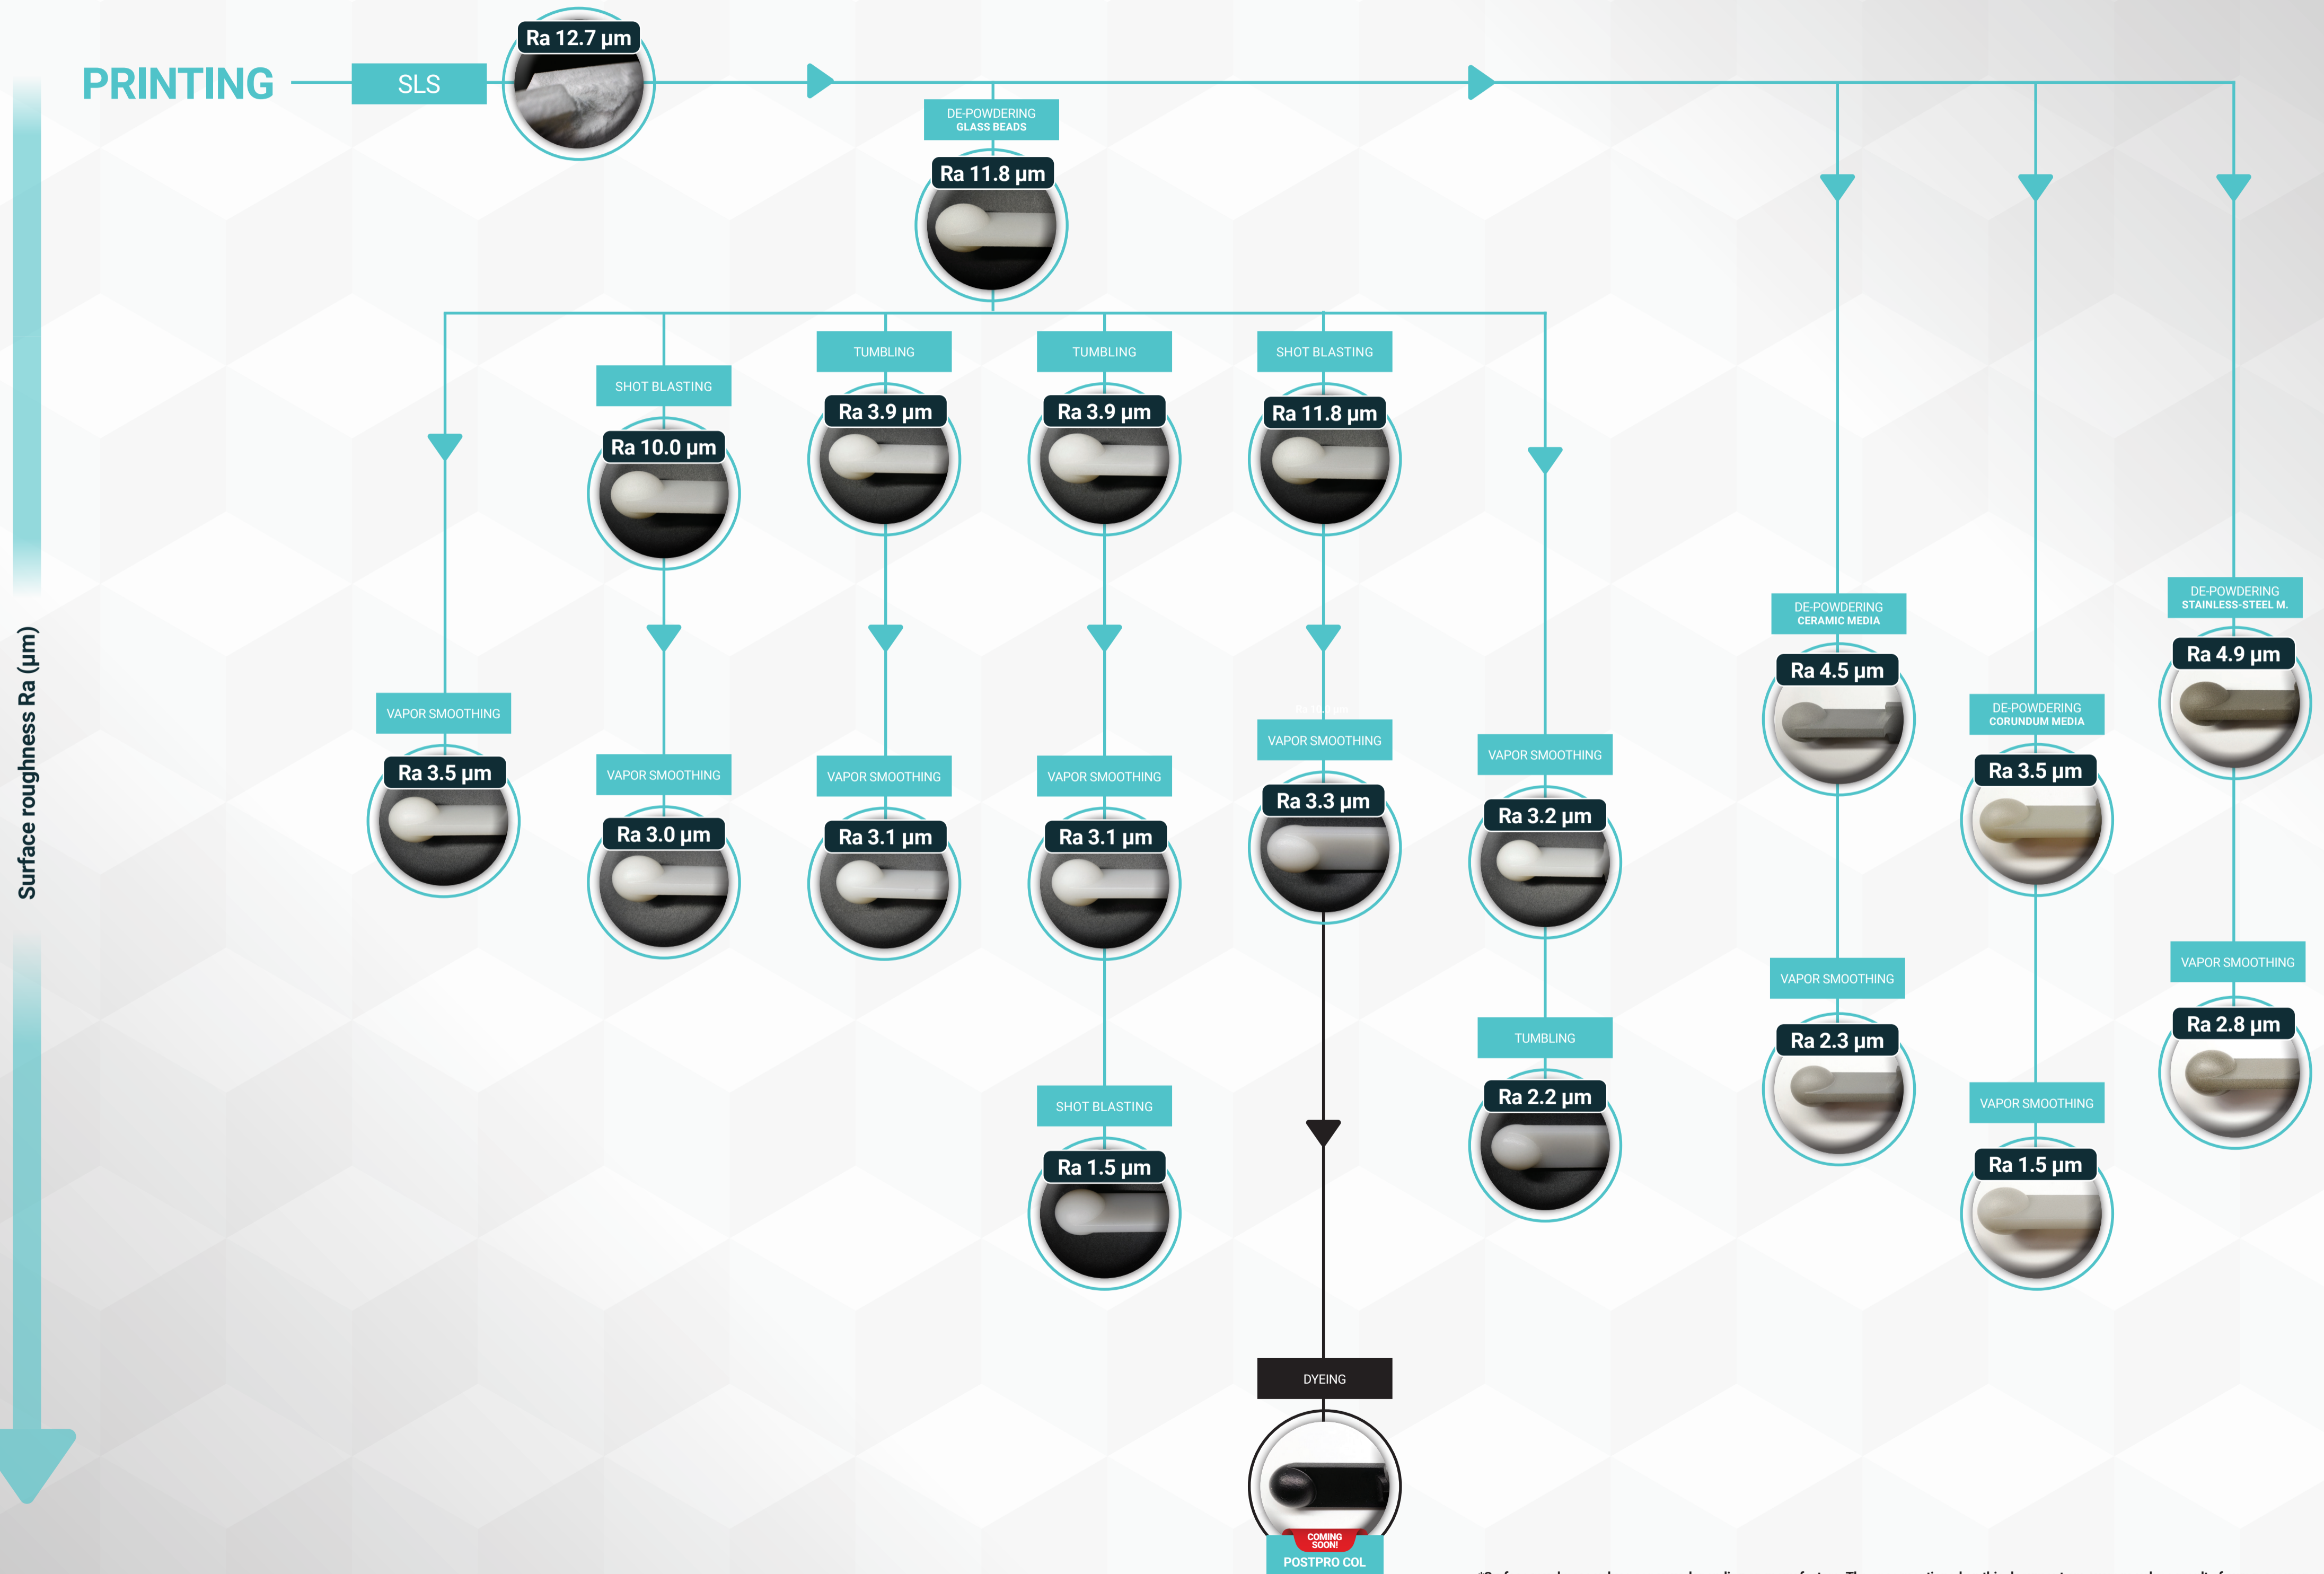 PRINTING
SLS
Ra 12.7 µm
DE-POWDERING
GLASS BEADS
Ra 11.8 µm
SHOT BLASTING
Ra 10.0 µm
TUMBLING
Ra 3.9 µm
TUMBLING
Ra 3.9 µm
SHOT BLASTING
Ra 11.8 µm
Surface roughness Ra (µm)
VAPOR SMOOTHING
Ra 3.5 µm
VAPOR SMOOTHING
Ra 3.0 µm
VAPOR SMOOTHING
Ra 3.1 µm
VAPOR SMOOTHING
Ra 3.1 µm
VAPOR SMOOTHING
Ra 3.3 µm
VAPOR SMOOTHING
Ra 3.2 µm
DE-POWDERING
CERAMIC MEDIA
Ra 4.5 µm
DE-POWDERING
CORUNDUM MEDIA
Ra 3.5 µm
DE-POWDERING
STAINLESS-STEEL M.
Ra 4.9 µm
SHOT BLASTING
Ra 1.5 µm
TUMBLING
Ra 2.2 µm
VAPOR SMOOTHING
Ra 2.3 µm
VAPOR SMOOTHING
Ra 1.5 µm
VAPOR SMOOTHING
Ra 2.8 µm
DYEING
COMING
SOON!
POSTPRO COL